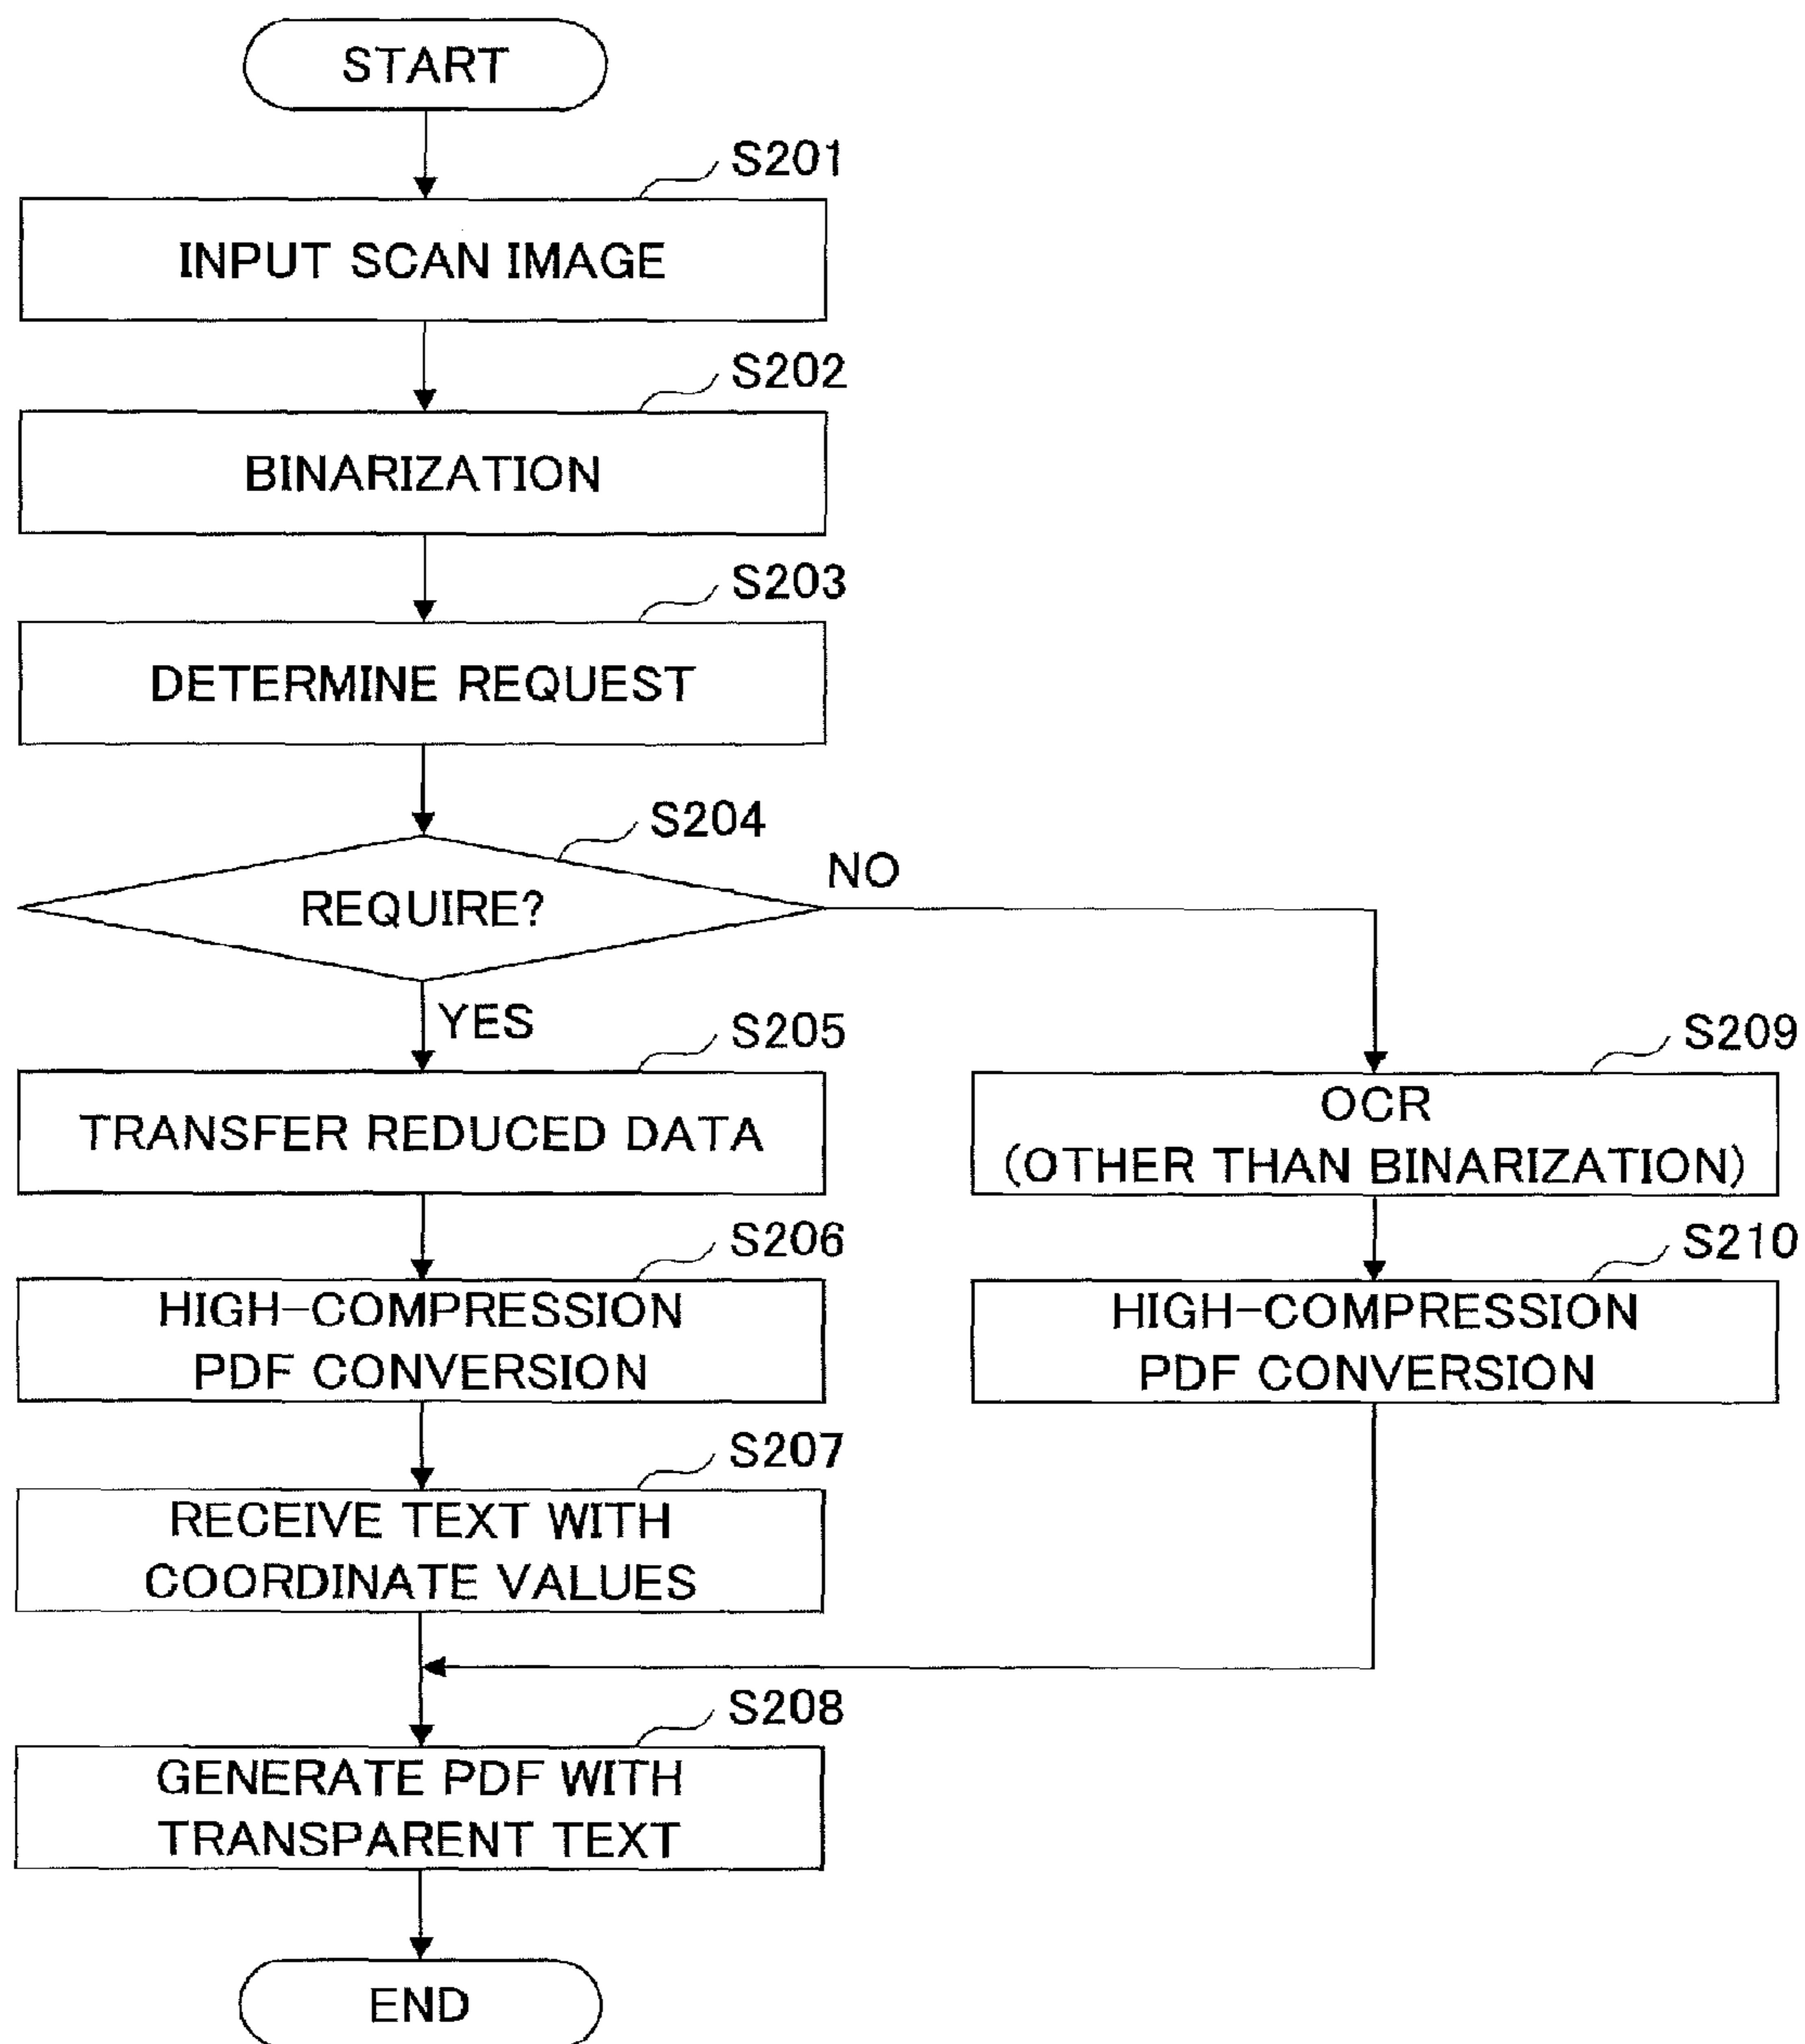 START
S201
INPUT SCAN IMAGE
S202
BINARIZATION
S203
DETERMINE REQUEST
S204
REQUIRE?
NO
YES
S205
TRANSFER REDUCED DATA
S206
HIGH-COMPRESSION
PDF CONVERSION
S207
RECEIVE TEXT WITH
COORDINATE VALUES
S209
OCR
(OTHER THAN BINARIZATION)
S210
HIGH-COMPRESSION
PDF CONVERSION
S208
GENERATE PDF WITH
TRANSPARENT TEXT
END